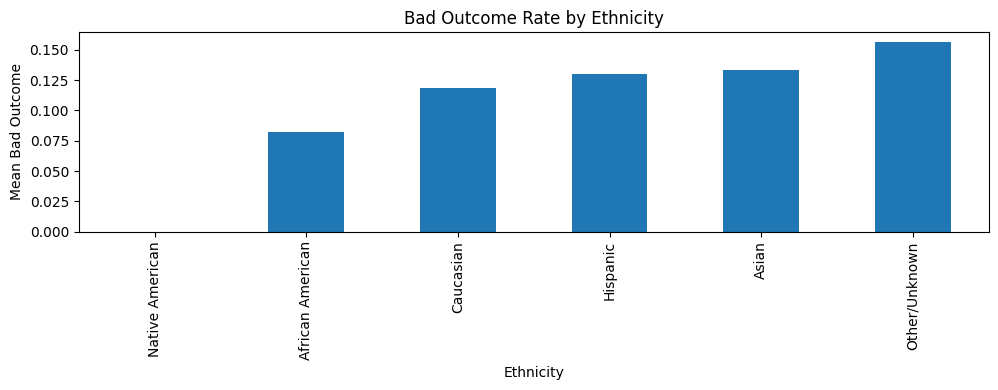 Bad Outcome Rate by Ethnicity
Mean Bad Outcome
0.150
0.125
0.100
0.075
0.050
0.025
0.000
Native American
African American
Caucasian
Hispanic
Asian
Other/Unknown
Ethnicity